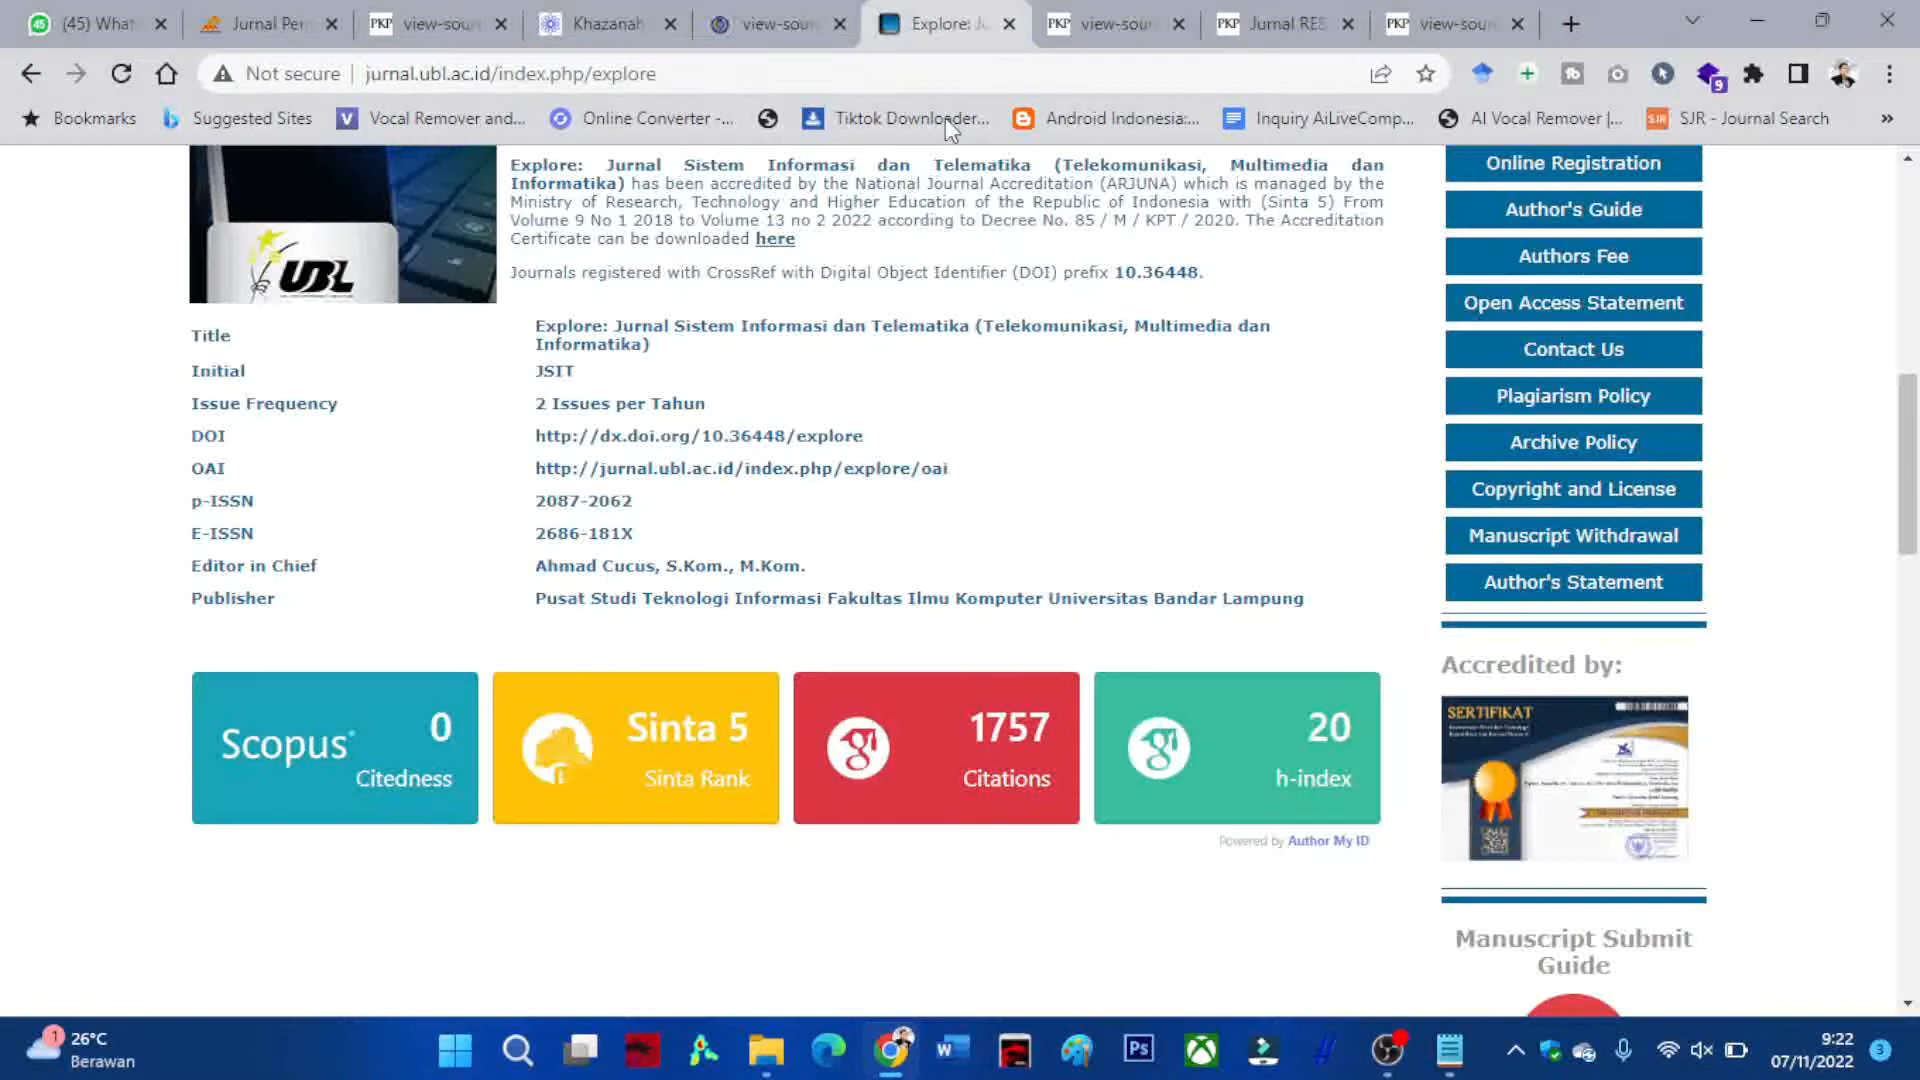 (45) What
Jurnal Per
PKP view-sour
Khazanah
view-sour
Explore: Ju
PKP view-sour
PKP Jurnal RES
PKP view-sour
Not secure jurnal.ubl.ac.id/index.php/explore
9
Bookmarks
Suggested Sites
Vocal Remover and...
Online Converter -...
Tiktok Downloader...
Android Indonesia:...
Inquiry AiLiveComp...
AI Vocal Remover |...
SJR SJR - Journal Search
»
UBL
Explore: Jurnal Sistem Informasi dan Telematika (Telekomunikasi, Multimedia dan
Informatika) has been accredited by the National Journal Accreditation (ARJUNA) which is managed by the
Ministry of Research, Technology and Higher Education of the Republic of Indonesia with (Sinta 5) From
Volume 9 No 1 2018 to Volume 13 no 2 2022 according to Decree No. 85 / M / KPT / 2020. The Accreditation
Certificate can be downloaded here
Journals registered with CrossRef with Digital Object Identifier (DOI) prefix 10.36448.
Title Explore: Jurnal Sistem Informasi dan Telematika (Telekomunikasi, Multimedia dan
Informatika)
Initial JSIT
Issue Frequency 2 Issues per Tahun
DOI http://dx.doi.org/10.36448/explore
OAI http://jurnal.ubl.ac.id/index.php/explore/oai
p-ISSN 2087-2062
E-ISSN 2686-181X
Editor in Chief Ahmad Cucus, S.Kom., M.Kom.
Publisher Pusat Studi Teknologi Informasi Fakultas Ilmu Komputer Universitas Bandar Lampung
Scopus 0
Citedness
Sinta 5
Sinta Rank
1757
Citations
20
h-index
Powered by Author My ID
Online Registration
Author's Guide
Authors Fee
Open Access Statement
Contact Us
Plagiarism Policy
Archive Policy
Copyright and License
Manuscript Withdrawal
Author's Statement
Accredited by:
SERTIFIKAT
Manuscript Submit
Guide
1
26°C
Berawan
Ps
9:22
07/11/2022
3